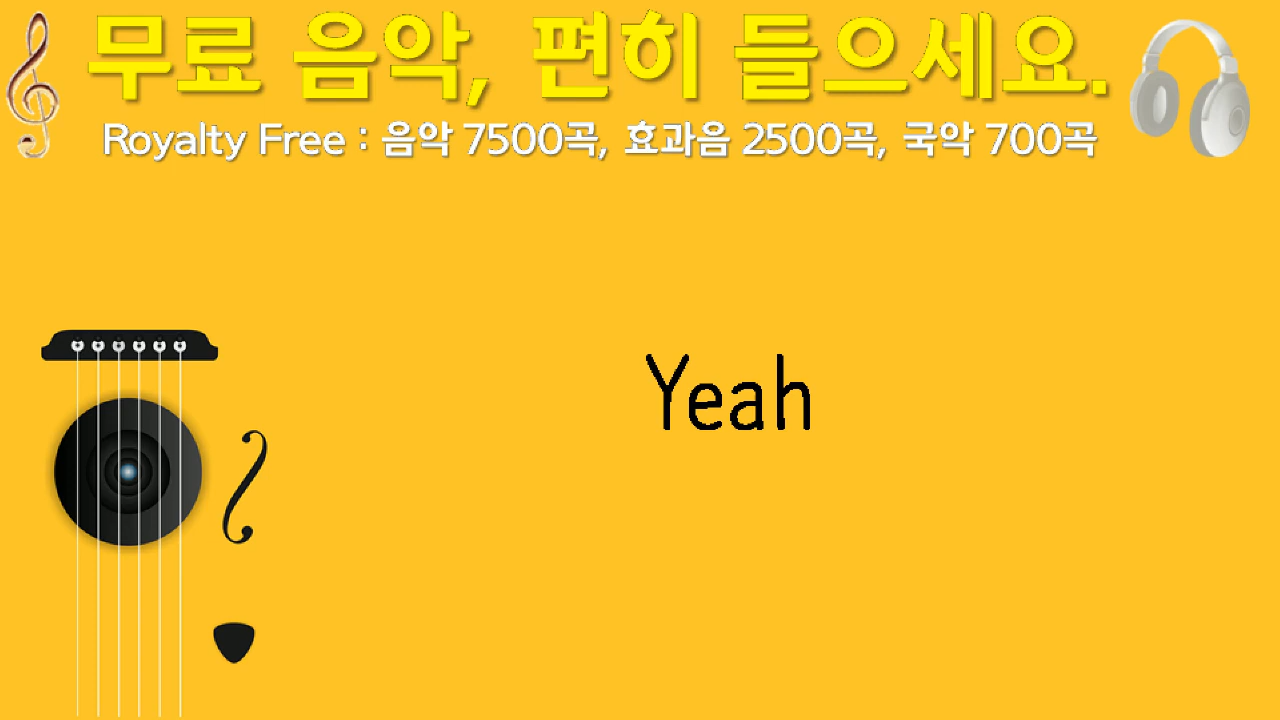 무료 음악, 편히 들으세요.
Royalty Free : 음악 7500곡, 효과음 2500곡, 국악 700곡
Yeah